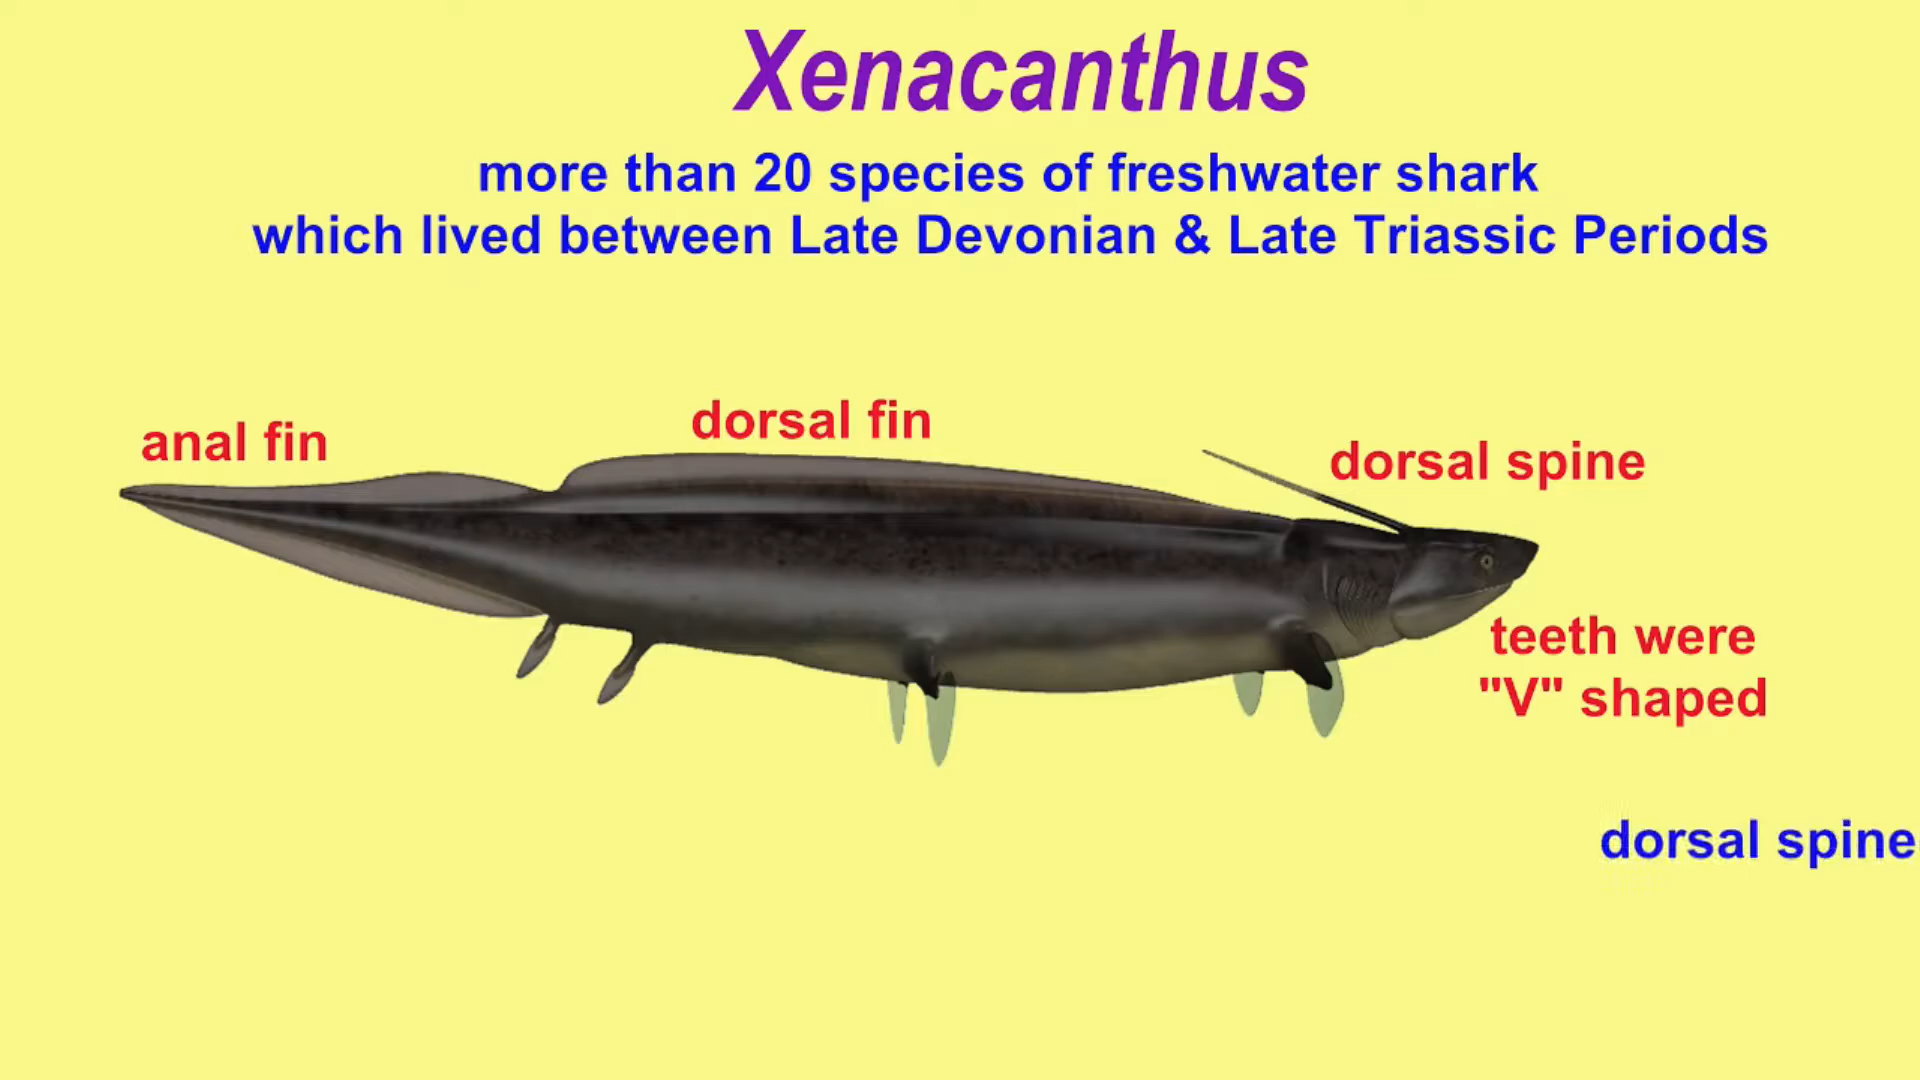 Xenacanthus
more than 20 species of freshwater shark
which lived between Late Devonian & Late Triassic Periods
anal fin
dorsal fin
dorsal spine
teeth were
"V" shaped
dorsal spine